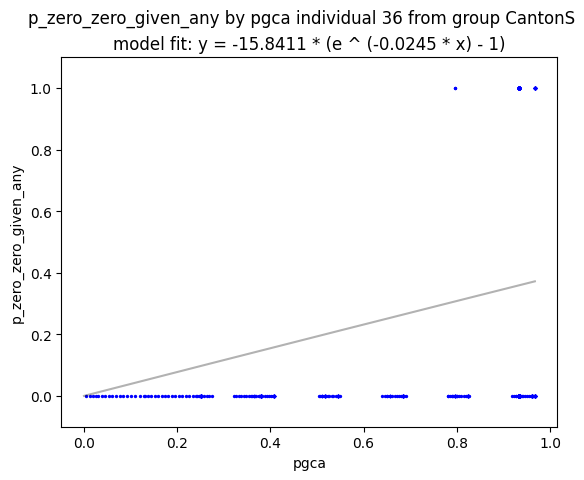 p_zero_zero_given_any by pgca individual 36 from group CantonS
model fit: y = -15.8411 * (e ^ (-0.0245 * x) - 1)
1.0
0.8
0.6
0.4
0.2
0.0
p_zero_zero_given_any
0.0 0.2 0.4 0.6 0.8 1.0
pgca